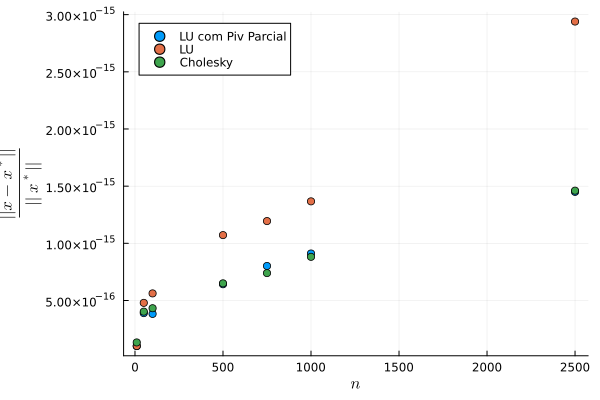 3.00×10⁻¹⁵
2.50×10⁻¹⁵
2.00×10⁻¹⁵
1.50×10⁻¹⁵
1.00×10⁻¹⁵
5.00×10⁻¹⁶
LU com Piv Parcial
LU
Cholesky
||x − x*||
||x*||
0 500 1000 1500 2000 2500
n